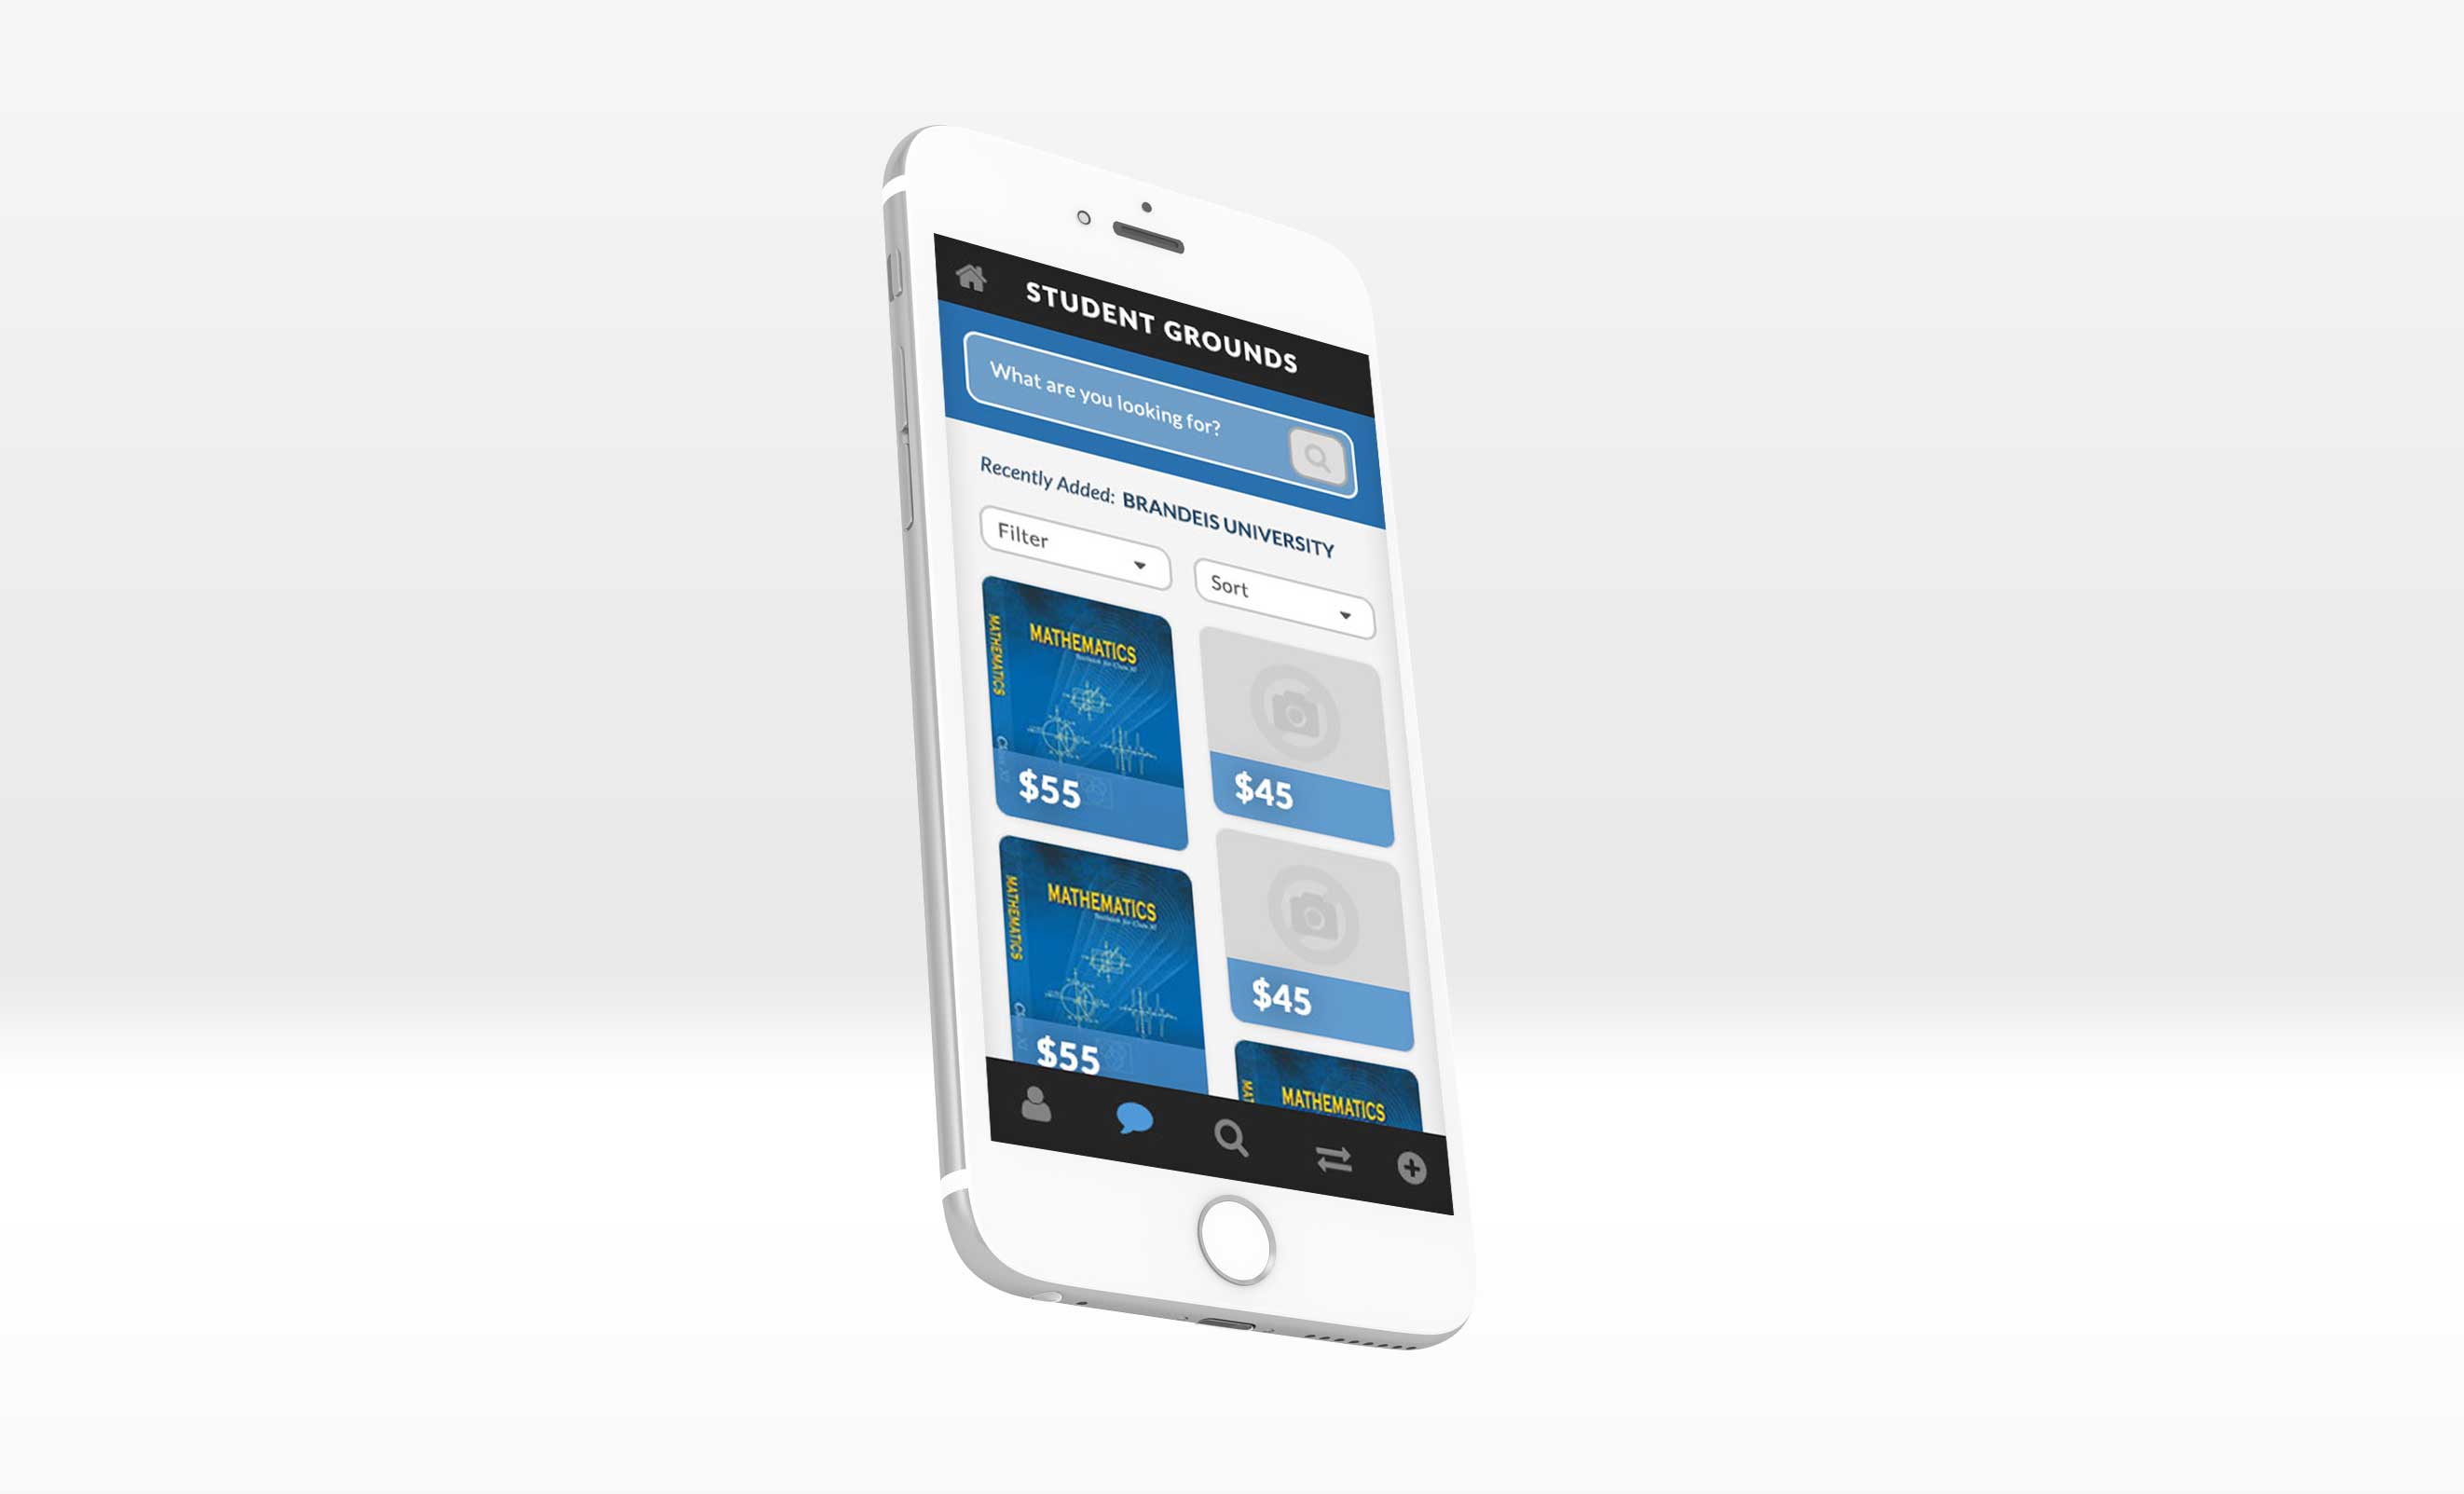 STUDENT GROUNDS
What are you looking for?
Recently Added: BRANDEIS UNIVERSITY
Filter
Sort
MATHEMATICS
MATHEMATICS
Textbook for Class XI
$55
$45
MATHEMATICS
MATHEMATICS
Textbook for Class XI
$55
$45
MAT
MATHEMATICS